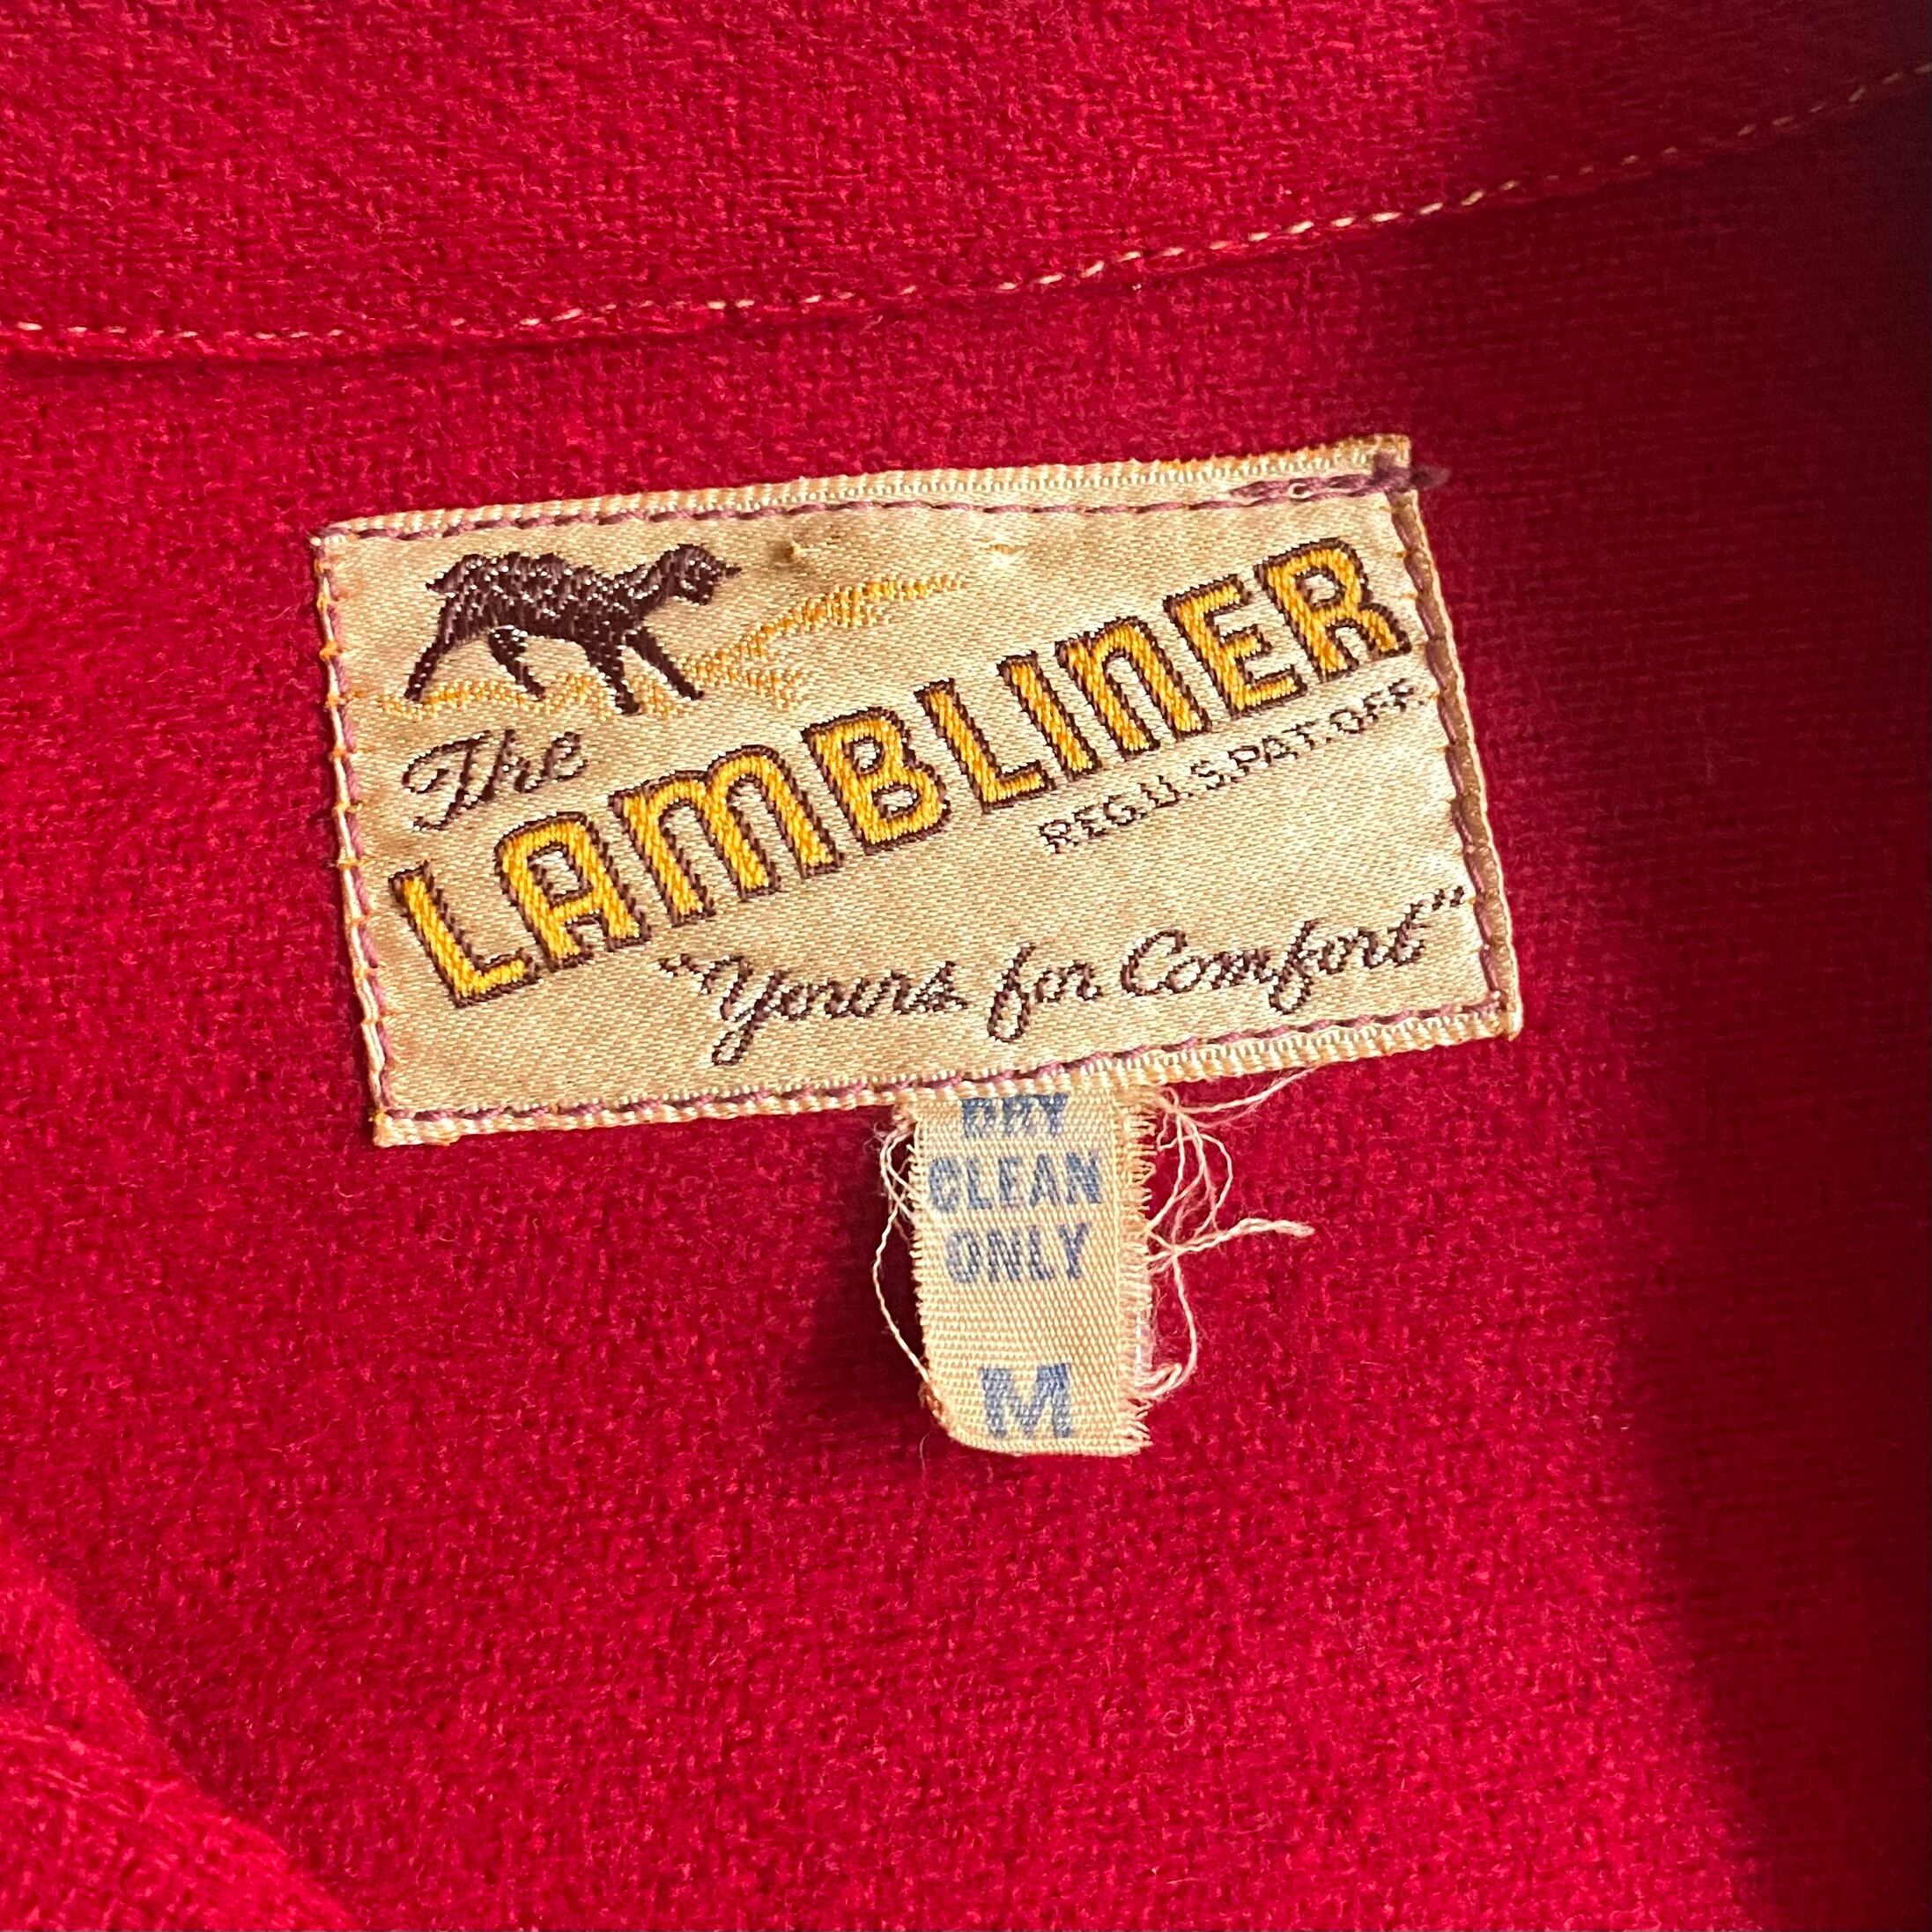 The
LAMBLINER
REG.U.S.PAT.OFF.
"Yours for Comfort"
DRY
CLEAN
ONLY
M